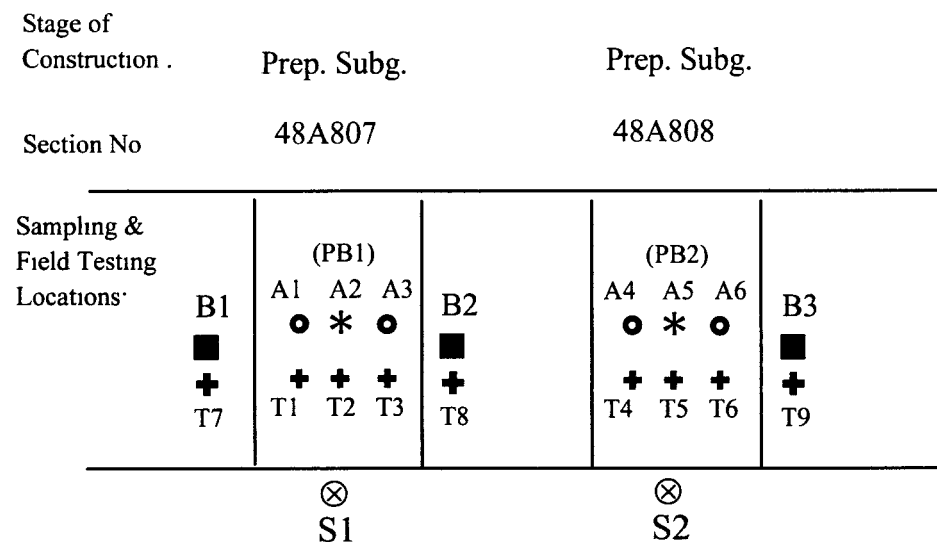 Stage of
Construction .
Prep. Subg. Prep. Subg.
Section No 48A807 48A808
Sampling &
Field Testing
Locations·
(PB1) (PB2)
A1 A2 A3 A4 A5 A6
B1 B2 B3
T7 T1 T2 T3 T8 T4 T5 T6 T9
S1 S2